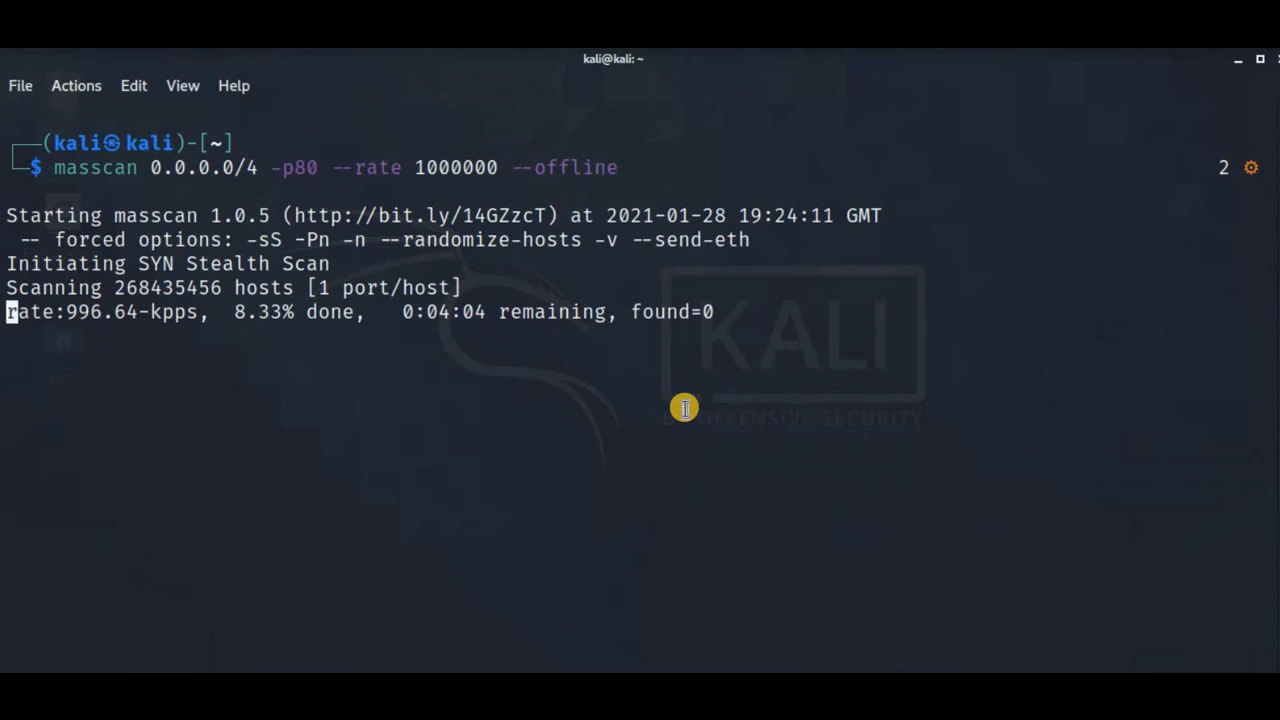 kali@kali: ~
File Actions Edit View Help
┌──(kali㉿kali)-[~]
└─$ masscan 0.0.0.0/4 -p80 --rate 1000000 --offline 2
Starting masscan 1.0.5 (http://bit.ly/14GZzcT) at 2021-01-28 19:24:11 GMT
-- forced options: -sS -Pn -n --randomize-hosts -v --send-eth
Initiating SYN Stealth Scan
Scanning 268435456 hosts [1 port/host]
rate:996.64-kpps, 8.33% done, 0:04:04 remaining, found=0
KALI
BY OFFENSIVE SECURITY